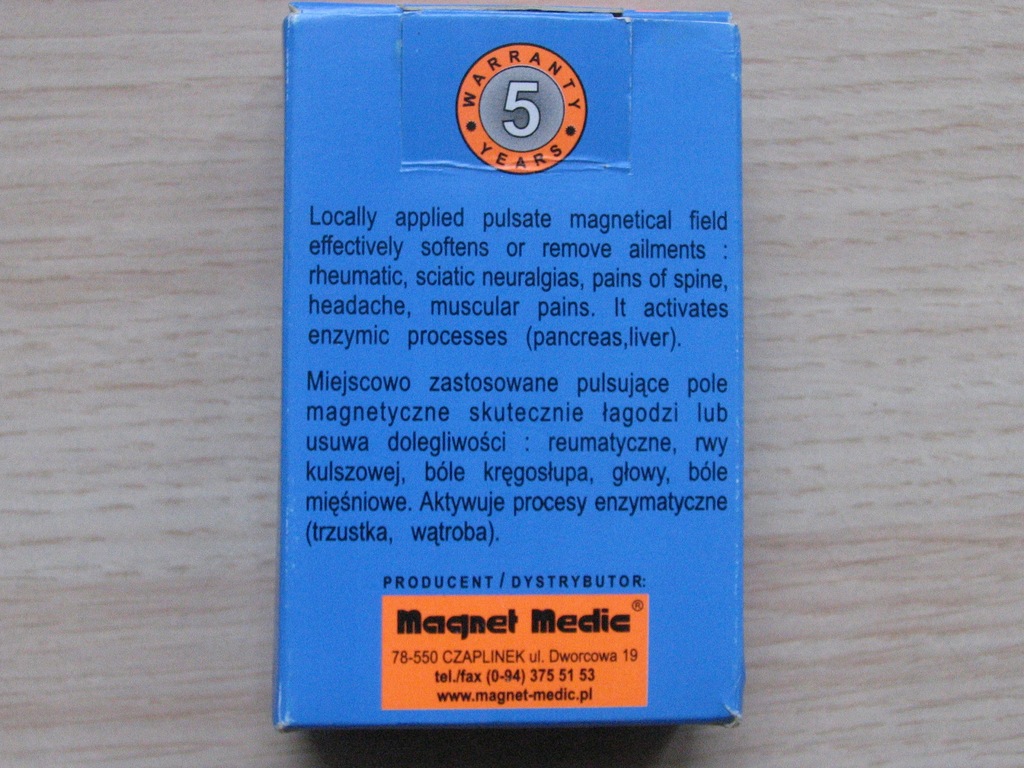 WARRANTY
5
YEARS
Locally applied pulsate magnetical field
effectively softens or remove ailments :
rheumatic, sciatic neuralgias, pains of spine,
headache, muscular pains. It activates
enzymic processes (pancreas,liver).
Miejscowo zastosowane pulsujące pole
magnetyczne skutecznie łagodzi lub
usuwa dolegliwości : reumatyczne, rwy
kulszowej, bóle kręgosłupa, głowy, bóle
mięśniowe. Aktywuje procesy enzymatyczne
(trzustka, wątroba).
PRODUCENT / DYSTRYBUTOR:
Magnet Medic ®
78-550 CZAPLINEK ul. Dworcowa 19
tel./fax (0-94) 375 51 53
www.magnet-medic.pl